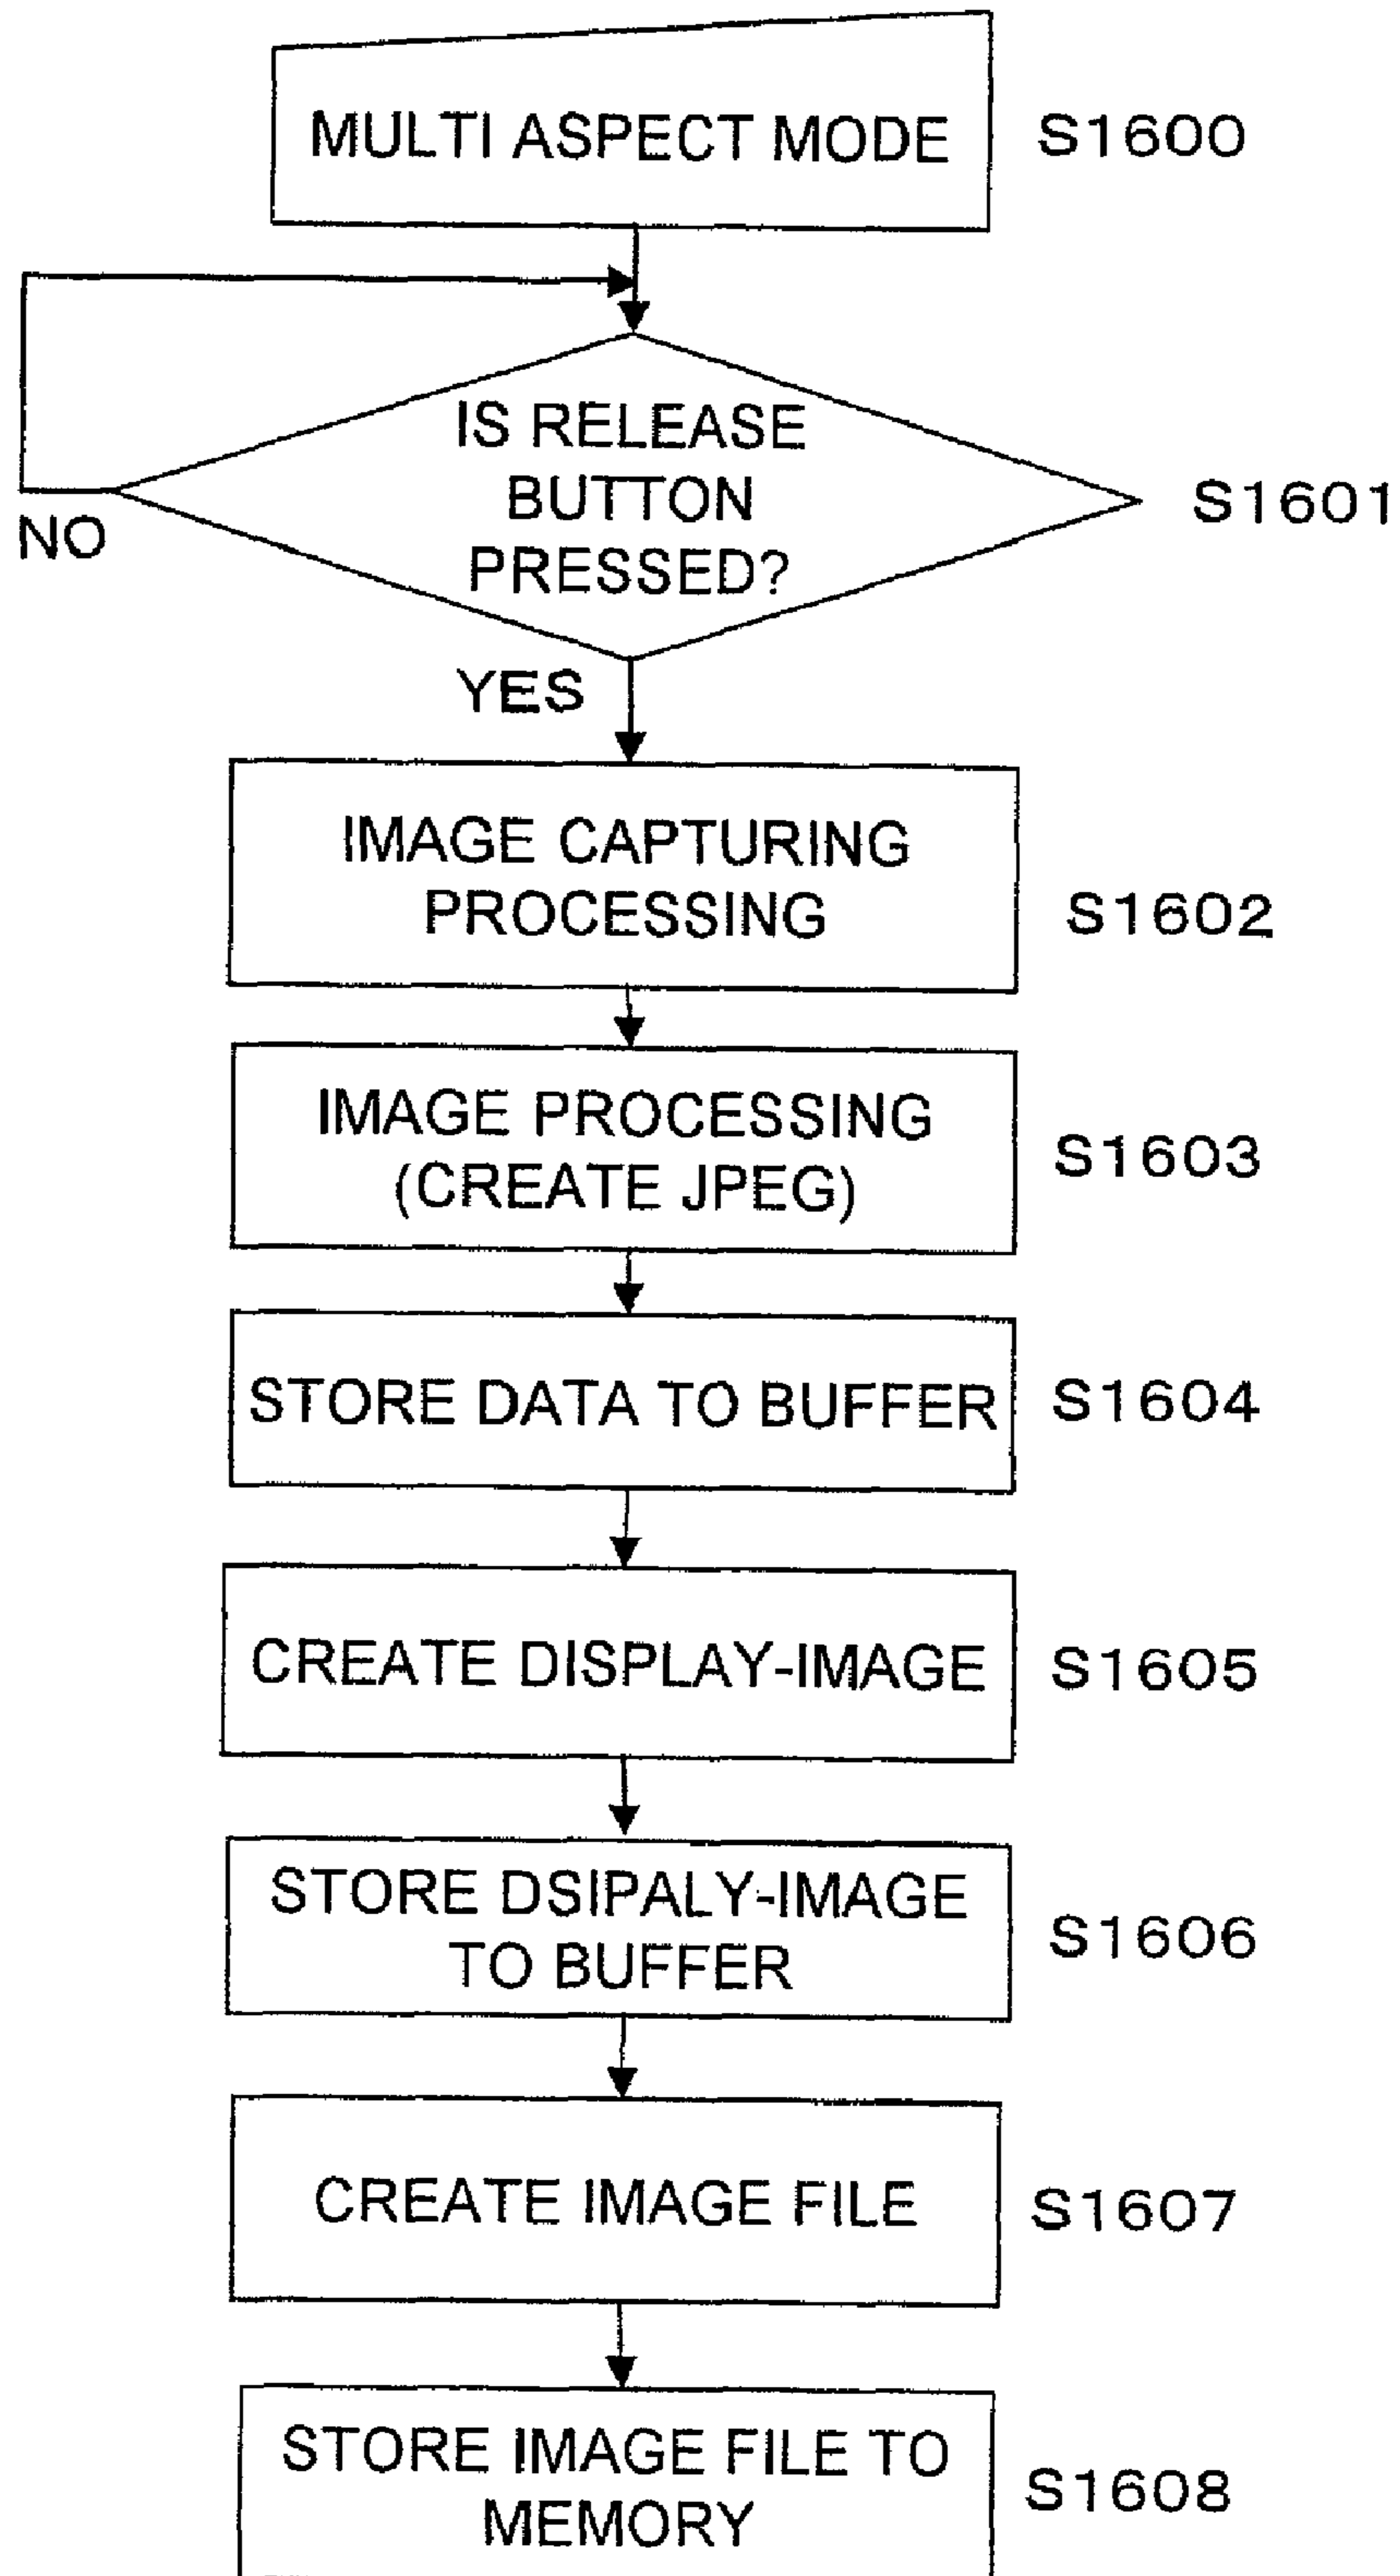 MULTI ASPECT MODE S1600
IS RELEASE
BUTTON
PRESSED?
S1601
NO
YES
IMAGE CAPTURING
PROCESSING
S1602
IMAGE PROCESSING
(CREATE JPEG)
S1603
STORE DATA TO BUFFER S1604
CREATE DISPLAY-IMAGE S1605
STORE DSIPALY-IMAGE
TO BUFFER
S1606
CREATE IMAGE FILE S1607
STORE IMAGE FILE TO
MEMORY
S1608